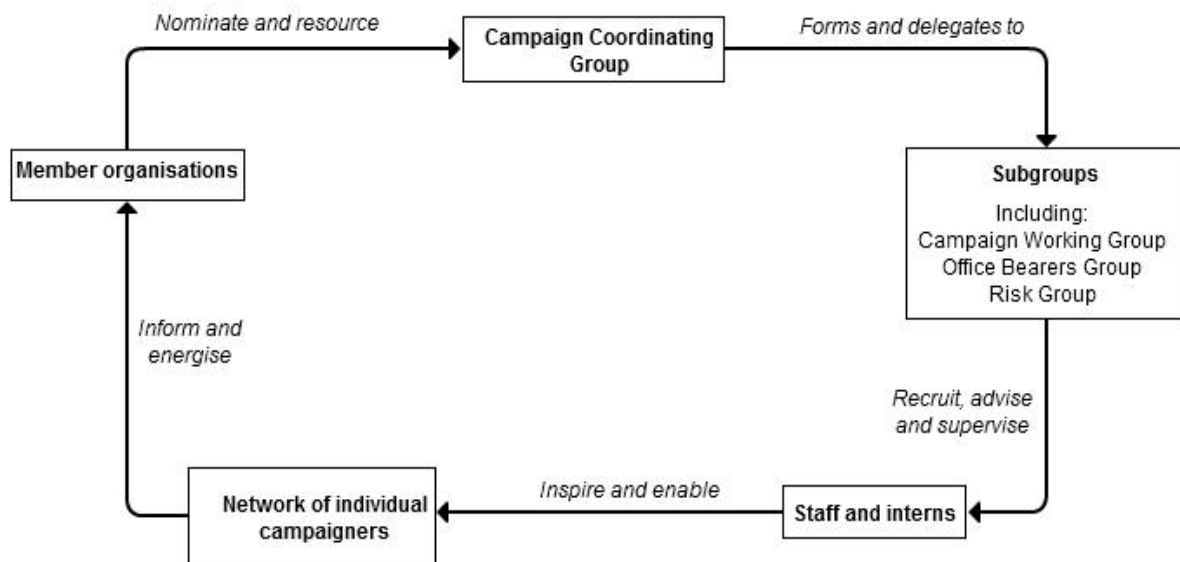 Nominate and resource
Campaign Coordinating
Group
Forms and delegates to
Member organisations
Subgroups
Including:
Campaign Working Group
Office Bearers Group
Risk Group
Inform and
energise
Recruit, advise
and supervise
Network of individual
campaigners
Inspire and enable
Staff and interns